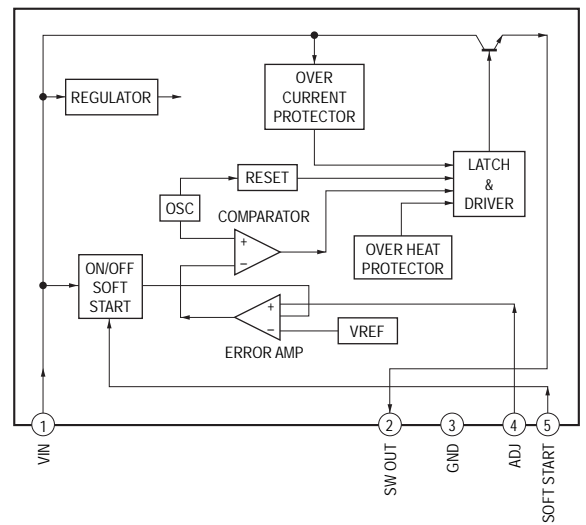 OVER
CURRENT
PROTECTOR
REGULATOR
LATCH
&
DRIVER
RESET
OSC
COMPARATOR
+
−
OVER HEAT
PROTECTOR
ON/OFF
SOFT
START
+
−
VREF
ERROR AMP
1
2
3
4
5
VIN
SW OUT
GND
ADJ
SOFT START